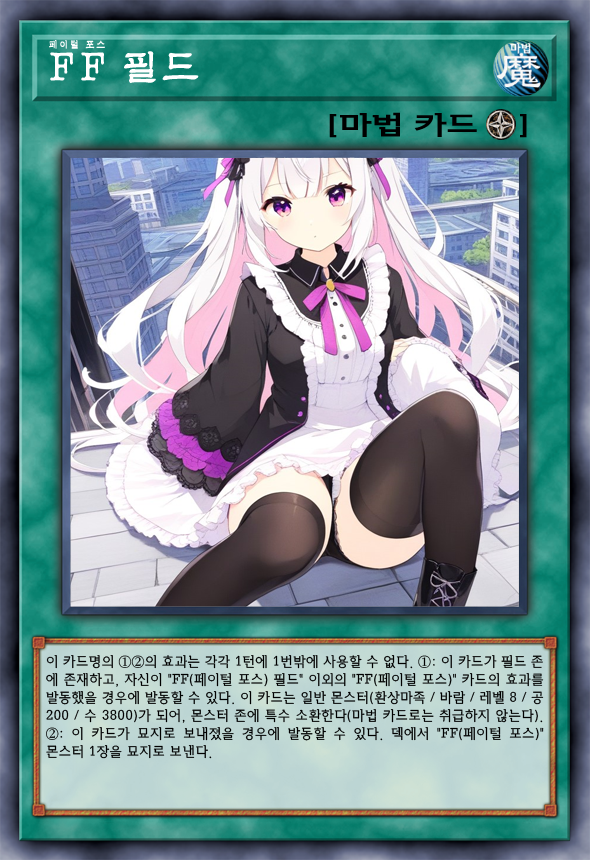 페이털 포스
FF 필드
마법
魔
[마법 카드]
이 카드명의 ①②의 효과는 각각 1턴에 1번밖에 사용할 수 없다. ①: 이 카드가 필드 존
에 존재하고, 자신이 "FF(페이털 포스) 필드" 이외의 "FF(페이털 포스)" 카드의 효과를
발동했을 경우에 발동할 수 있다. 이 카드는 일반 몬스터(환상마족 / 바람 / 레벨 8 / 공
200 / 수 3800)가 되어, 몬스터 존에 특수 소환한다(마법 카드로는 취급하지 않는다).
②: 이 카드가 묘지로 보내졌을 경우에 발동할 수 있다. 덱에서 "FF(페이털 포스)"
몬스터 1장을 묘지로 보낸다.